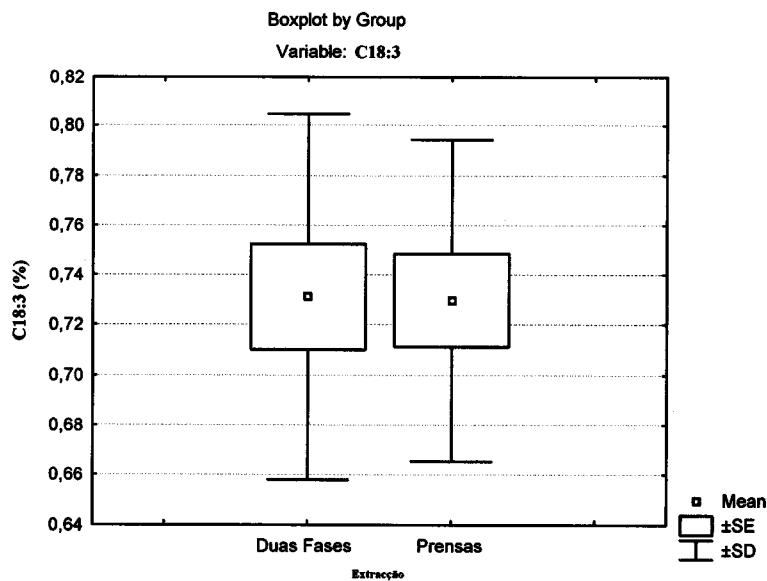 Boxplot by Group
Variable: C18:3
0,82
0,80
0,78
0,76
0,74
0,72
0,70
0,68
0,66
0,64
C18:3 (%)
Duas Fases Prensas
Extracção
Mean
±SE
±SD